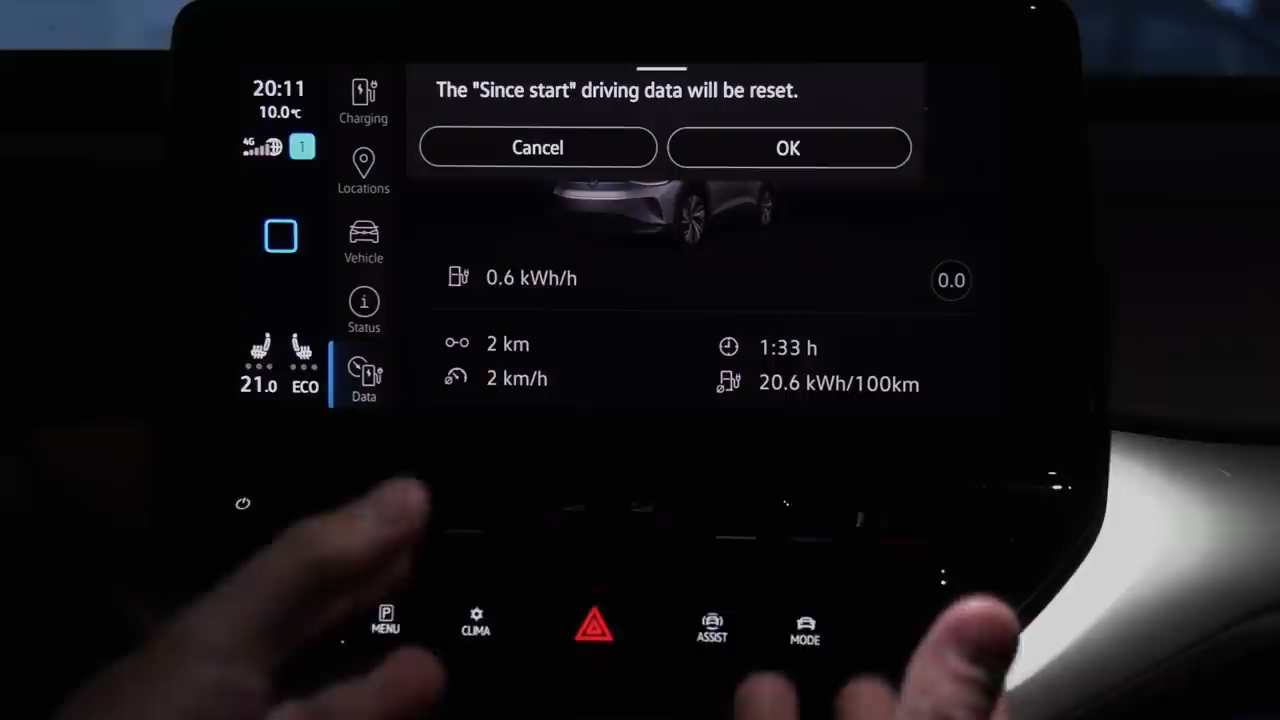 20:11
10.0°C
4G
1
21.0
ECO
Charging
Locations
Vehicle
Status
Data
The "Since start" driving data will be reset.
Cancel
OK
0.6 kWh/h
0.0
2 km
1:33 h
2 km/h
20.6 kWh/100km
P
MENU
CLIMA
ASSIST
MODE